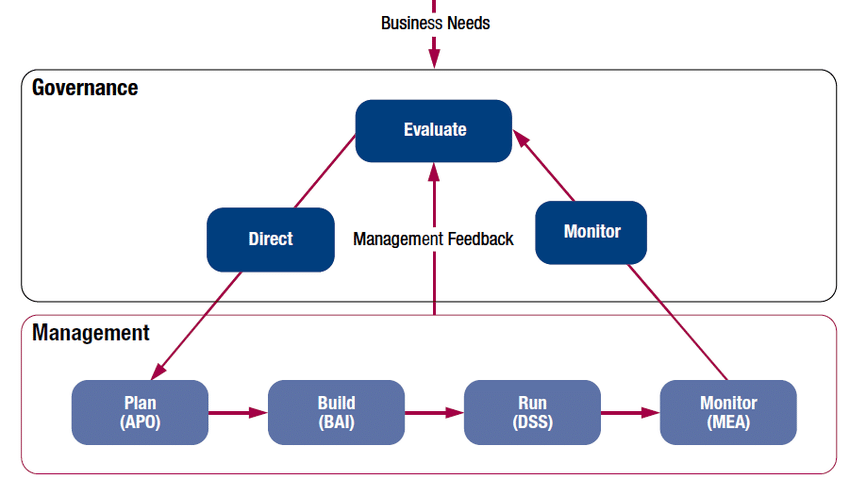 Business Needs
Governance
Evaluate
Direct
Management Feedback
Monitor
Management
Plan
(APO)
Build
(BAI)
Run
(DSS)
Monitor
(MEA)